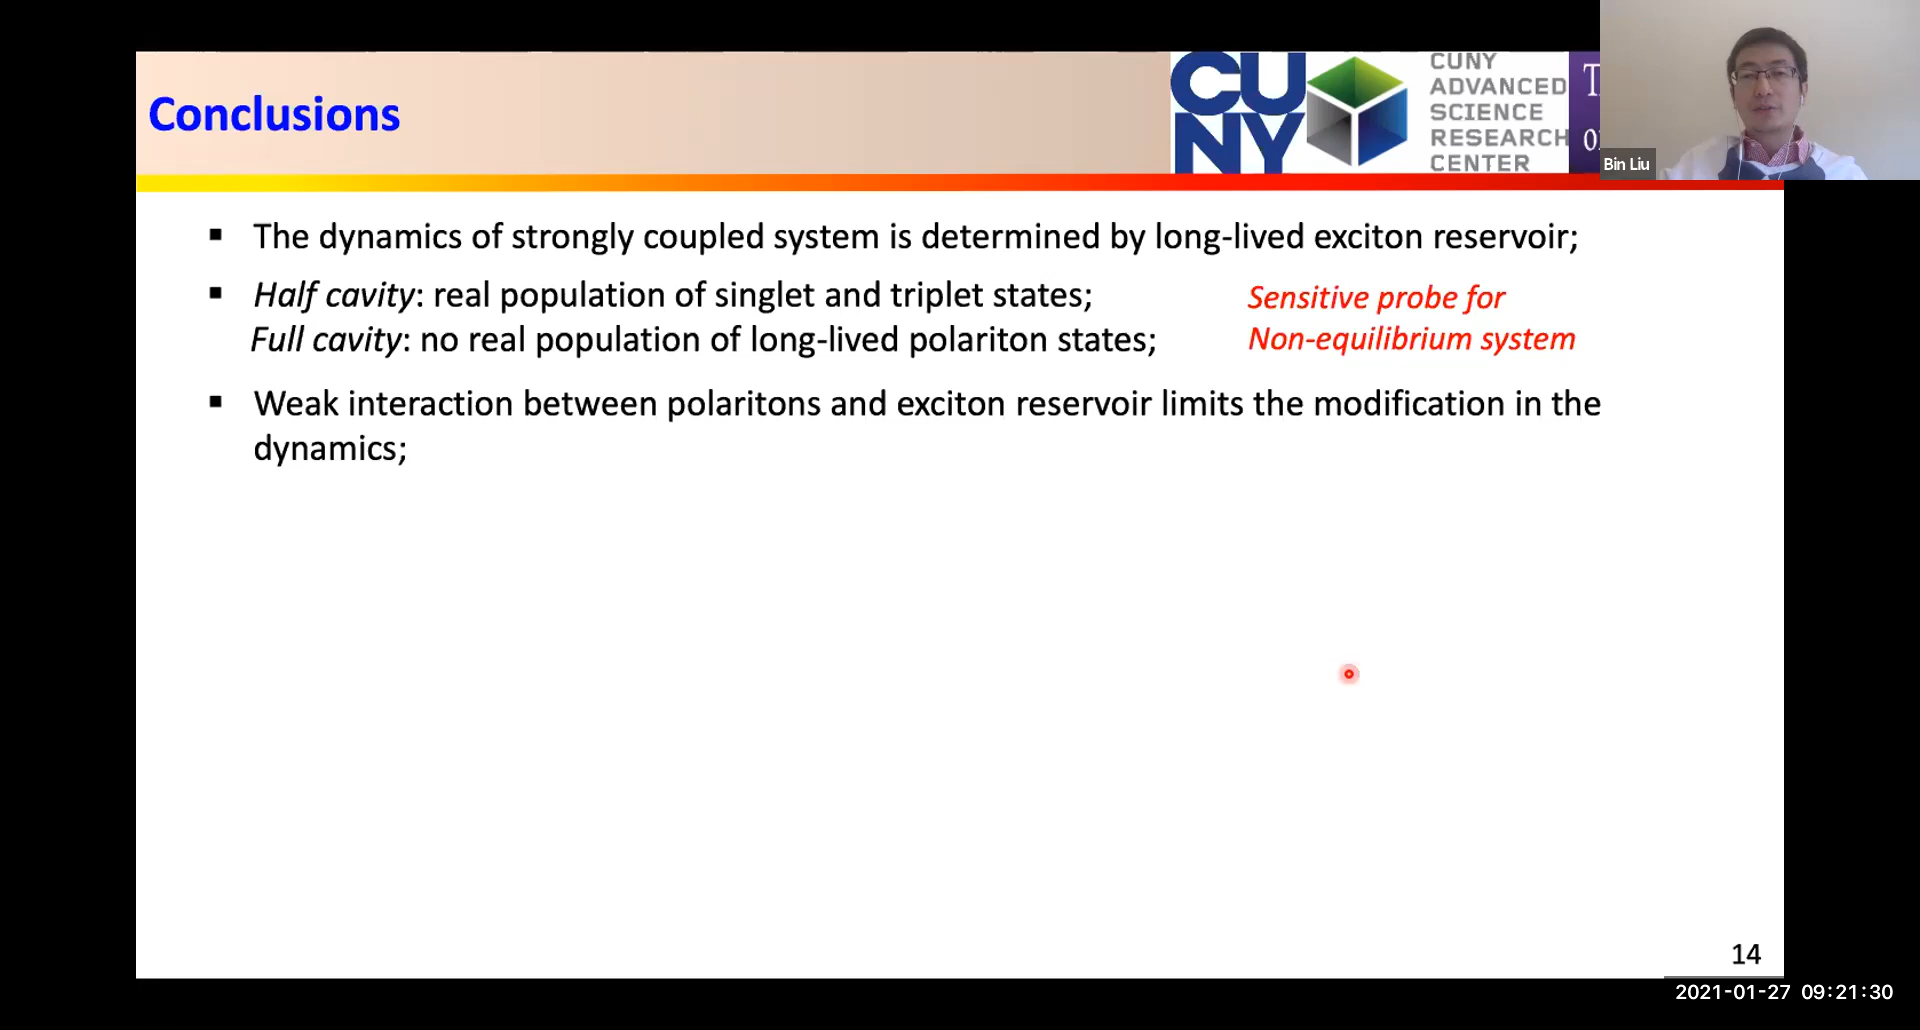 Conclusions
CU
NY
CUNY
ADVANCED
SCIENCE
RESEARCH
CENTER
Bin Liu
▪ The dynamics of strongly coupled system is determined by long-lived exciton reservoir;
▪ Half cavity: real population of singlet and triplet states;
Full cavity: no real population of long-lived polariton states;
Sensitive probe for
Non-equilibrium system
▪ Weak interaction between polaritons and exciton reservoir limits the modification in the
dynamics;
14
2021-01-27 09:21:30